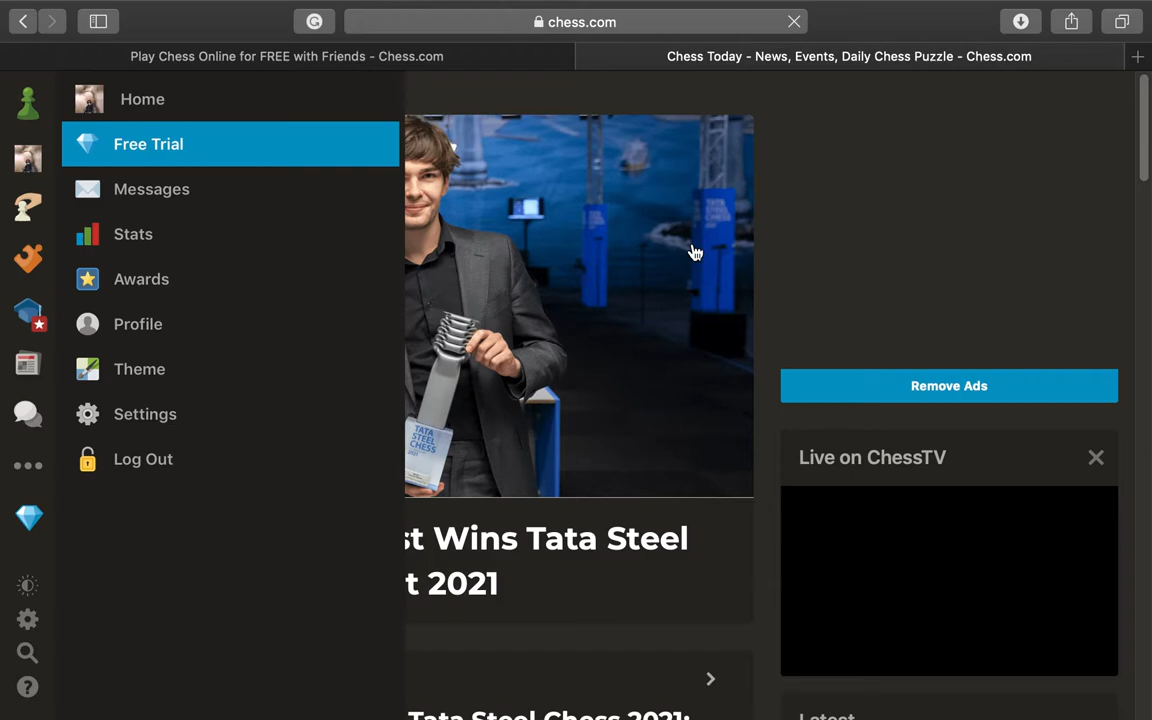 chess.com
Play Chess Online for FREE with Friends - Chess.com
Chess Today - News, Events, Daily Chess Puzzle - Chess.com
Home
Free Trial
Messages
Stats
Awards
Profile
Theme
Settings
Log Out
TATA
STEEL
CHESS
2021
st Wins Tata Steel
t 2021
Tata Steel Chess 2021:
Remove Ads
Live on ChessTV
Latest